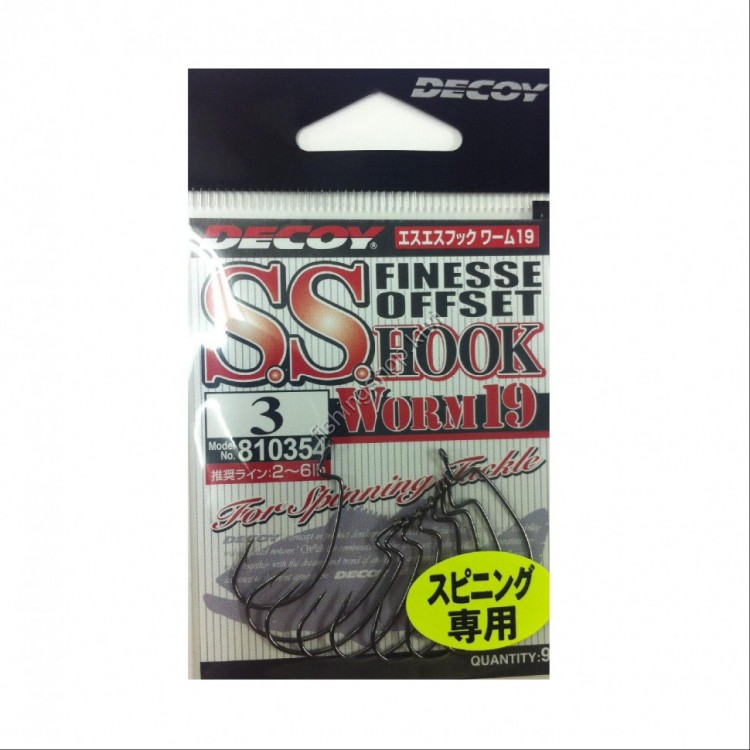 DECOY
DECOY®
エスエスフック ワーム19
S.S. FINESSE
OFFSET
HOOK
WORM19
3
Model No. 810354
推奨ライン:2〜6lb
For Spinning Tackle
DECOY
DECOY
スピニング
専用
QUANTITY:9